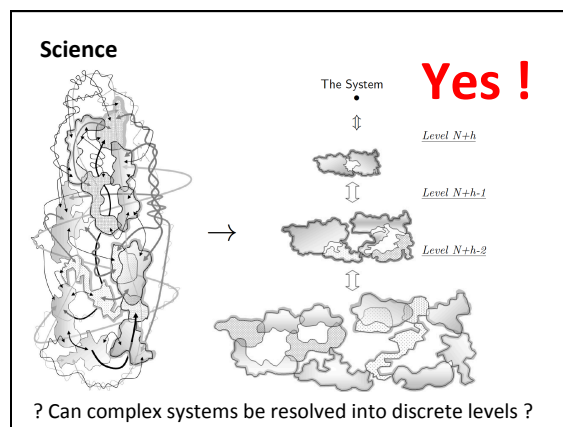 Science
Yes !
The System
Level N+h
Level N+h-1
Level N+h-2
? Can complex systems be resolved into discrete levels ?